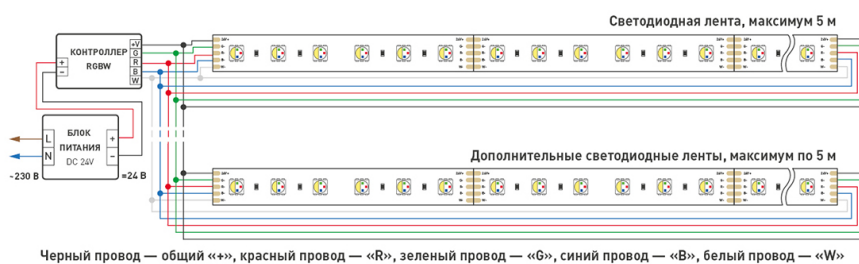 Светодиодная лента, максимум 5 м
КОНТРОЛЛЕР
RGBW
+V
G
R
B
W
+
−
БЛОК
ПИТАНИЯ
DC 24V
L
N
+
−
~230 В
=24 В
Дополнительные светодиодные ленты, максимум по 5 м
Черный провод — общий «+», красный провод — «R», зеленый провод — «G», синий провод — «B», белый провод — «W»